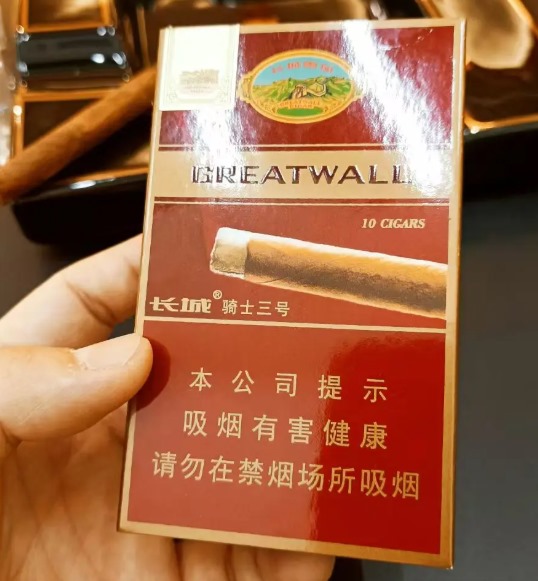 GREATWALL
10 CIGARS
长城® 骑士三号
本公司提示
吸烟有害健康
请勿在禁烟场所吸烟